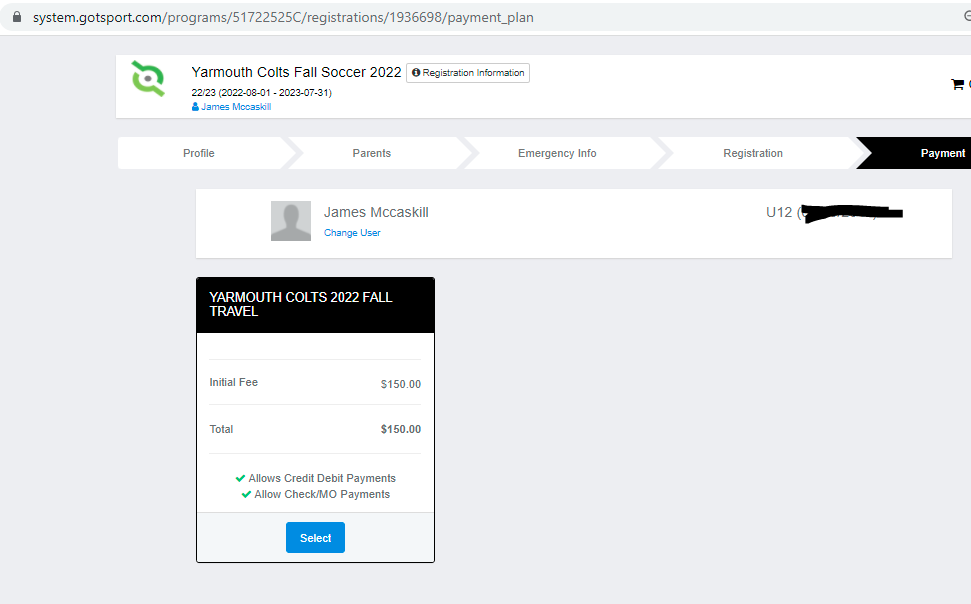 system.gotsport.com/programs/51722525C/registrations/1936698/payment_plan
Yarmouth Colts Fall Soccer 2022 Registration Information
22/23 (2022-08-01 - 2023-07-31)
James Mccaskill
Profile Parents Emergency Info Registration Payment
James Mccaskill U12 (
Change User
YARMOUTH COLTS 2022 FALL
TRAVEL
Initial Fee $150.00
Total $150.00
Allows Credit Debit Payments
Allow Check/MO Payments
Select